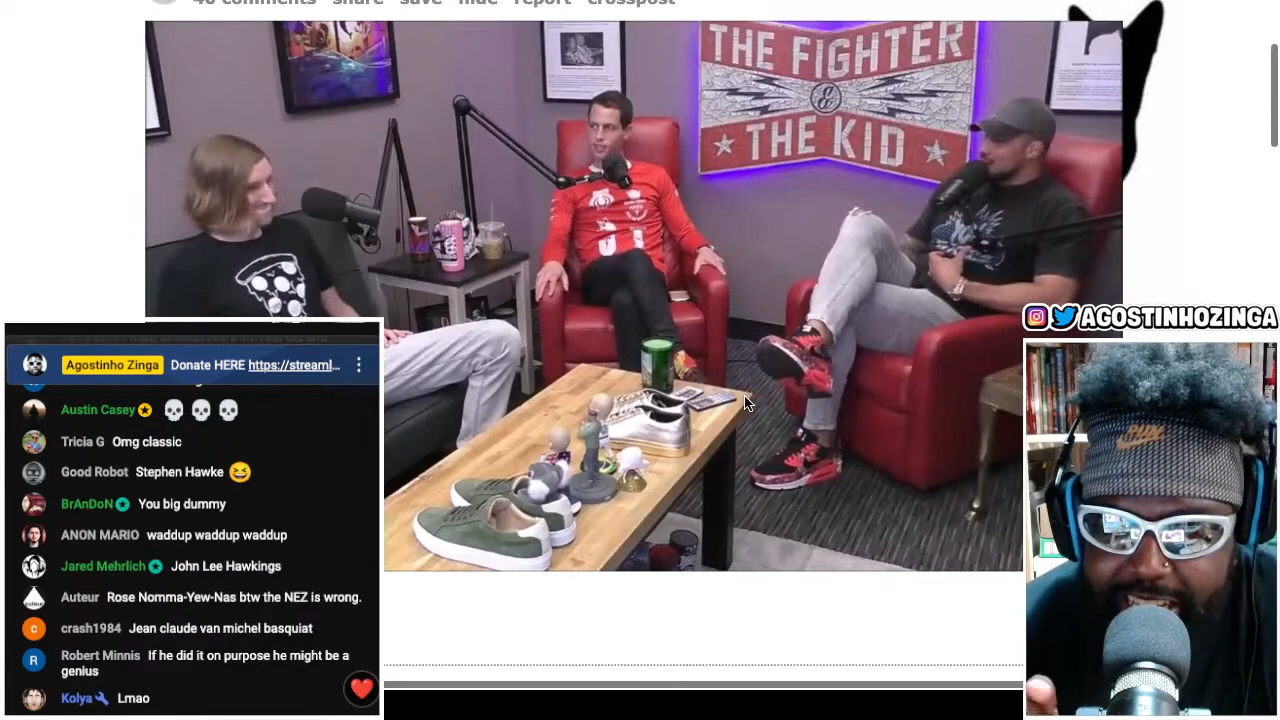 46 comments share save hide report crosspost
THE FIGHTER
&
THE KID
AGOSTINHOZINGA
Agostinho Zinga Donate HERE https://streaml...
Austin Casey
Tricia G Omg classic
Good Robot Stephen Hawke
BrAnDoN You big dummy
ANON MARIO waddup waddup waddup
Jared Mehrlich John Lee Hawkings
Auteur Rose Nomma-Yew-Nas btw the NEZ is wrong.
crash1984 Jean claude van michel basquiat
Robert Minnis If he did it on purpose he might be a
genius
Kolya Lmao